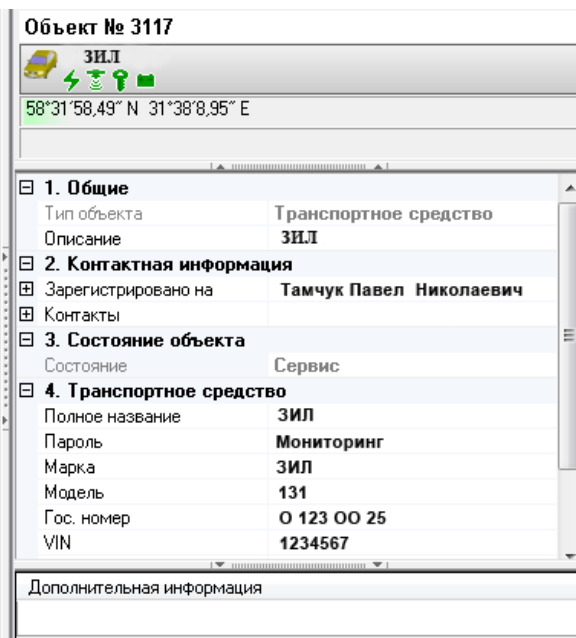 Объект № 3117
ЗИЛ
58°31´58,49˝ N 31°38´8,95˝ E
1. Общие
Тип объекта Транспортное средство
Описание ЗИЛ
2. Контактная информация
Зарегистрировано на Тамчук Павел Николаевич
Контакты
3. Состояние объекта
Состояние Сервис
4. Транспортное средство
Полное название ЗИЛ
Пароль Мониторинг
Марка ЗИЛ
Модель 131
Гос. номер О 123 ОО 25
VIN 1234567
Дополнительная информация